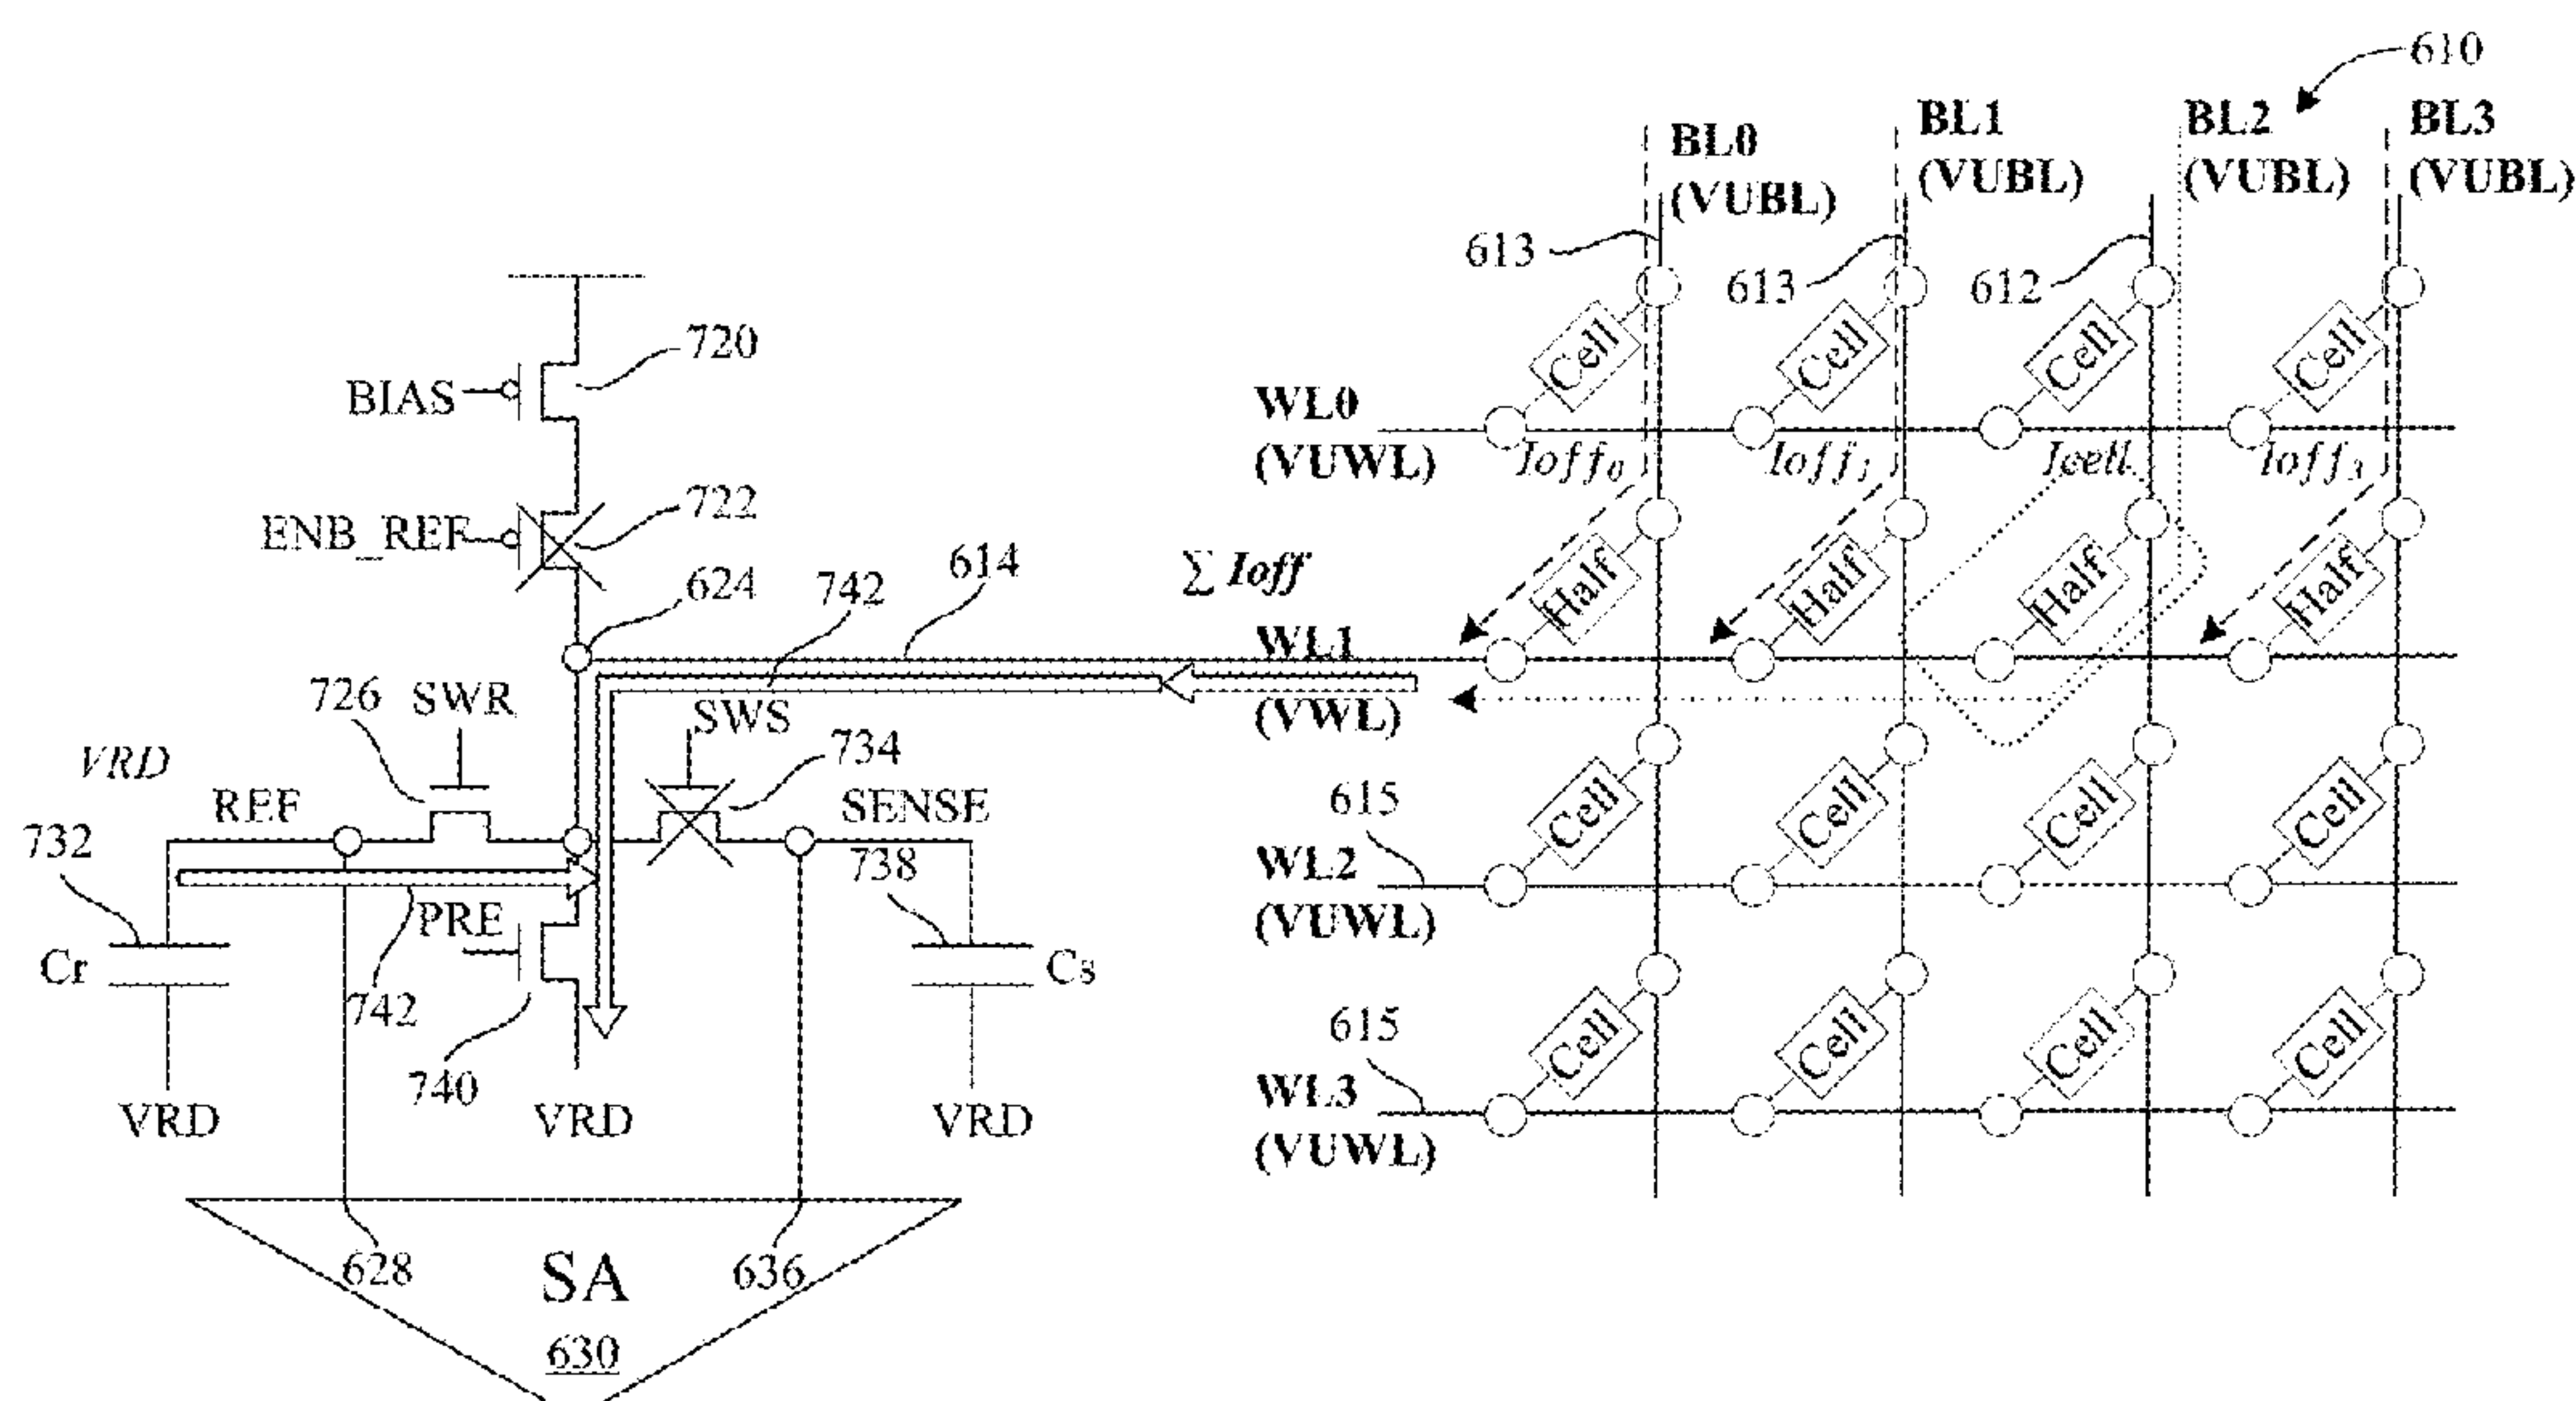 610
BL0
(VUBL)
BL1
(VUBL)
BL2
(VUBL)
BL3
(VUBL)
613
613
612
720
BIAS
Cell
Cell
Cell
Cell
WL0
(VUWL)
Ioff0
Ioff1
Icell
Ioff3
722
ENB_REF
624
742
614
∑ Ioff
Half
Half
Half
Half
WL1
(VWL)
726
SWR
SWS
734
VRD
REF
SENSE
732
738
PRE
Cr
742
740
Cs
VRD
VRD
VRD
615
Cell
Cell
Cell
Cell
WL2
(VUWL)
615
Cell
Cell
Cell
Cell
WL3
(VUWL)
628
SA
636
630